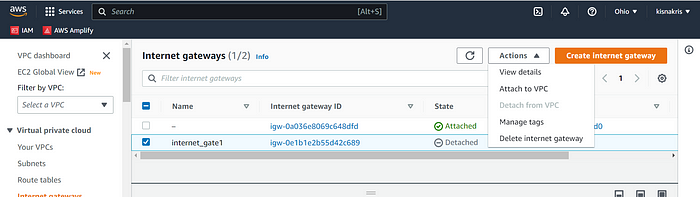 aws
Services
Search
[Alt+S]
Ohio
kisnakris
IAM
AWS Amplify
VPC dashboard
EC2 Global View
New
Filter by VPC:
Select a VPC
Virtual private cloud
Your VPCs
Subnets
Route tables
Internet gateways
Internet gateways (1/2) Info
Actions
Create internet gateway
Filter internet gateways
1
View details
Attach to VPC
Detach from VPC
Manage tags
Delete internet gateway
Name
Internet gateway ID
State
–
igw-0a036e8069c648dfd
Attached
d0
internet_gate1
igw-0e1b1e2b55d42c689
Detached